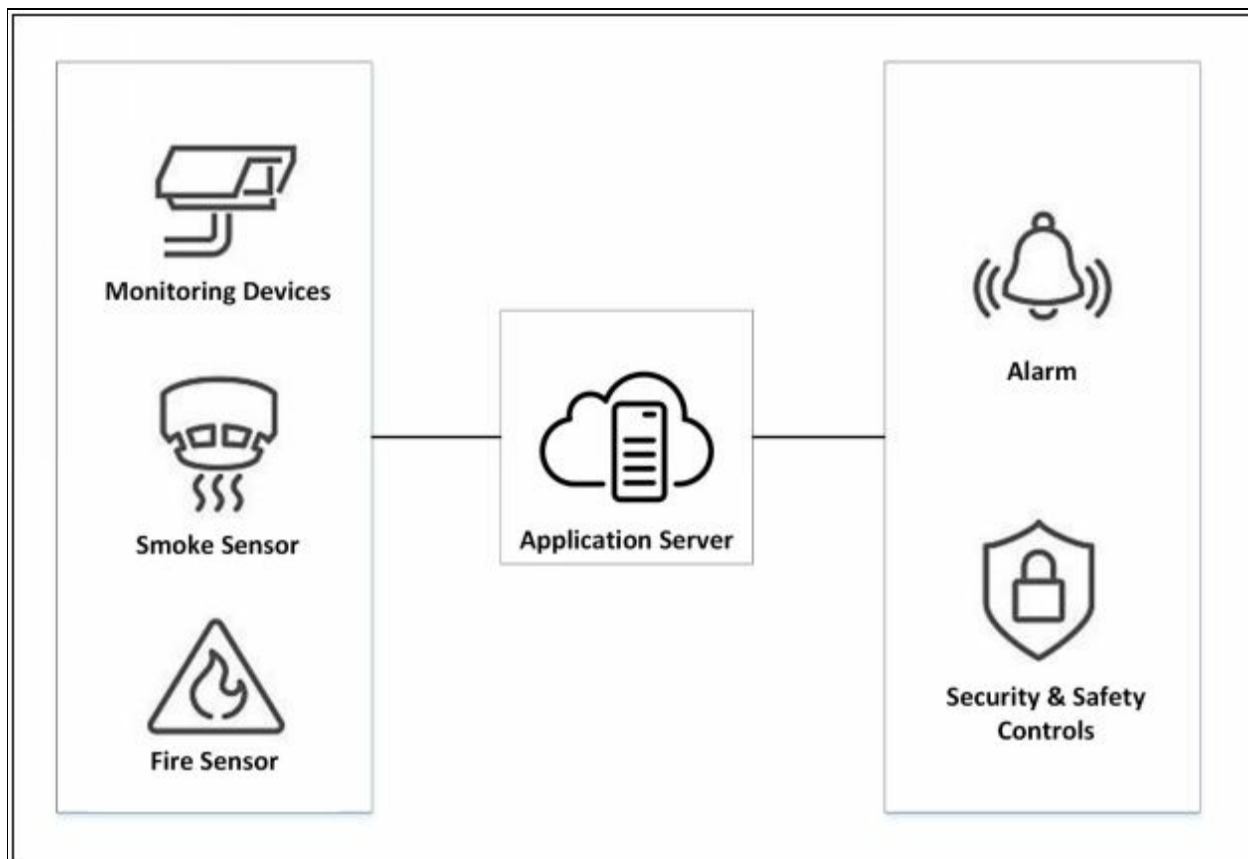 Monitoring Devices
Smoke Sensor
Fire Sensor
Application Server
Alarm
Security & Safety
Controls